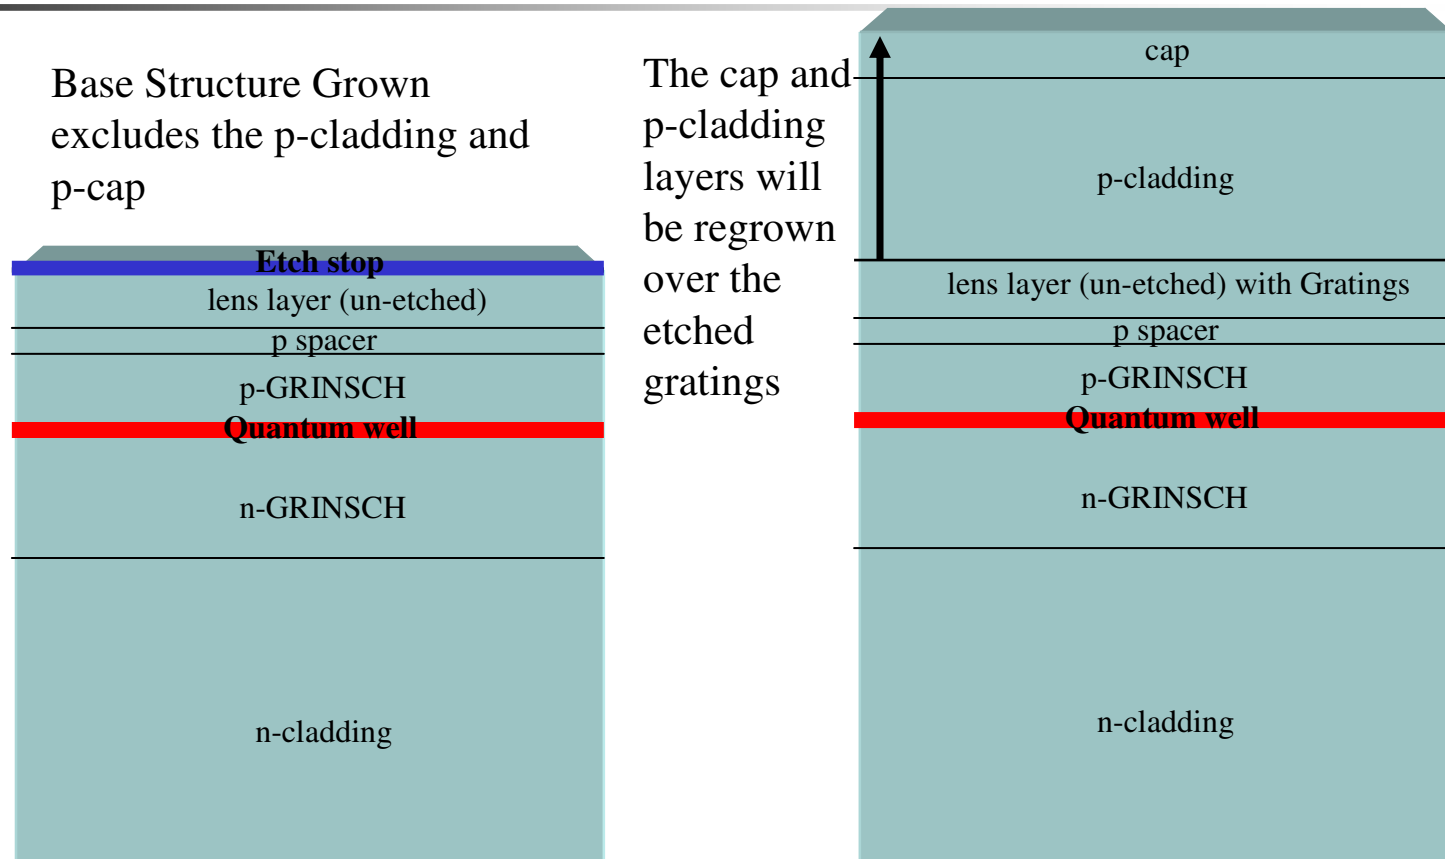 Base Structure Grown
excludes the p-cladding and
p-cap
Etch stop
lens layer (un-etched)
p spacer
p-GRINSCH
Quantum well
n-GRINSCH
n-cladding
The cap and
p-cladding
layers will
be regrown
over the
etched
gratings
cap
p-cladding
lens layer (un-etched) with Gratings
p spacer
p-GRINSCH
Quantum well
n-GRINSCH
n-cladding